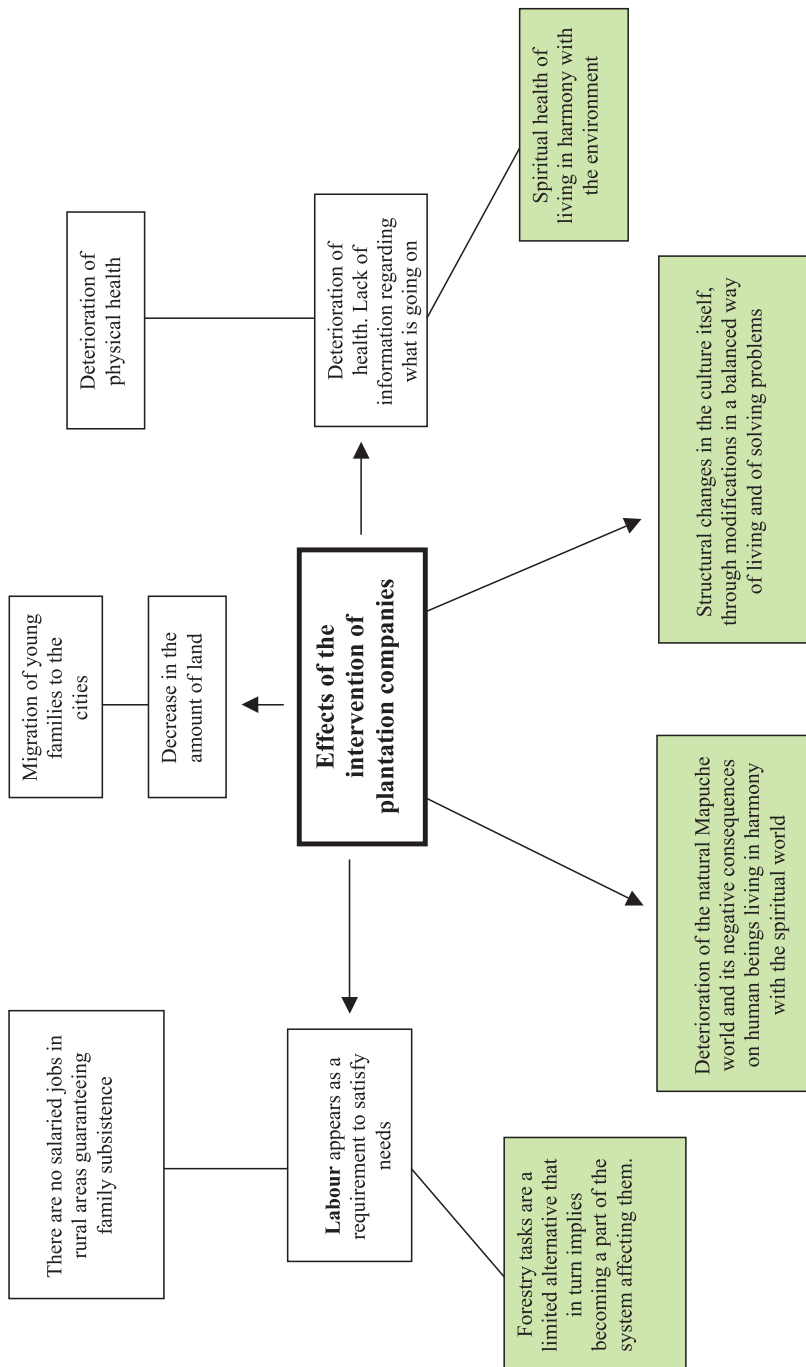 There are no salaried jobs in
rural areas guaranteeing
family subsistence
Migration of young
families to the
cities
Deterioration of
physical health
Decrease in the
amount of land
Labour appears as a
requirement to satisfy
needs
Effects of the
intervention of
plantation companies
Deterioration of
health. Lack of
information regarding
what is going on
Forestry tasks are a
limited alternative that
in turn implies
becoming a part of the
system affecting them.
Spiritual health of
living in harmony with
the environment
Deterioration of the natural Mapuche
world and its negative consequences
on human beings living in harmony
with the spiritual world
Structural changes in the culture itself,
through modifications in a balanced way
of living and of solving problems